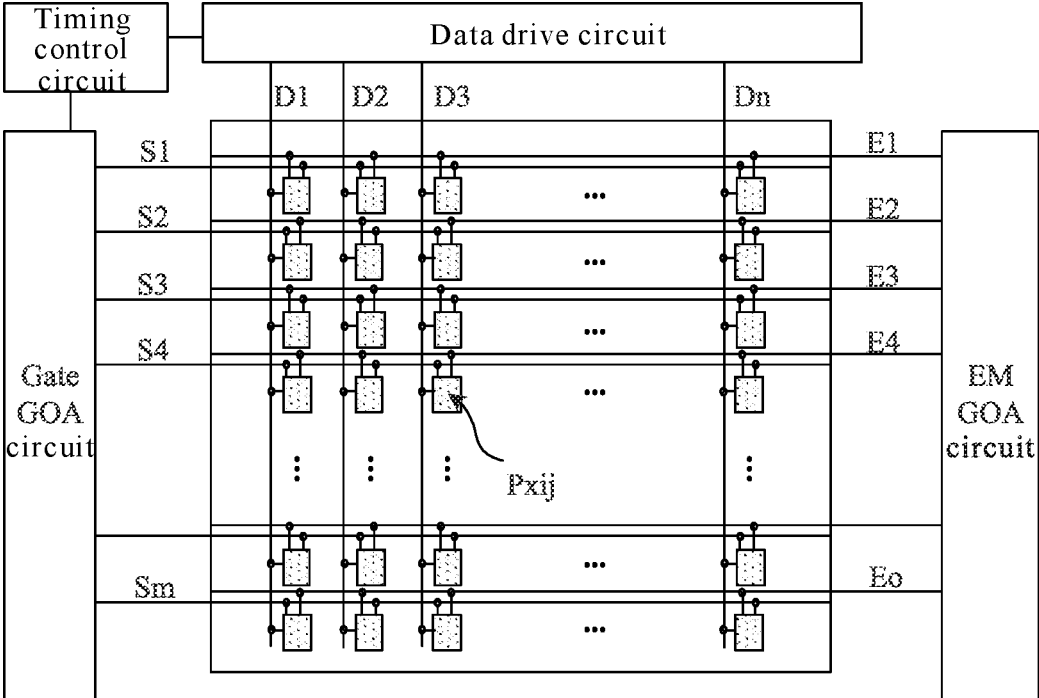 Timing
control
circuit
Data drive circuit
D1 D2 D3 Dn
S1 E1
S2 E2
S3 E3
S4 E4
Gate
GOA
circuit
EM
GOA
circuit
Pxij
Sm Eo